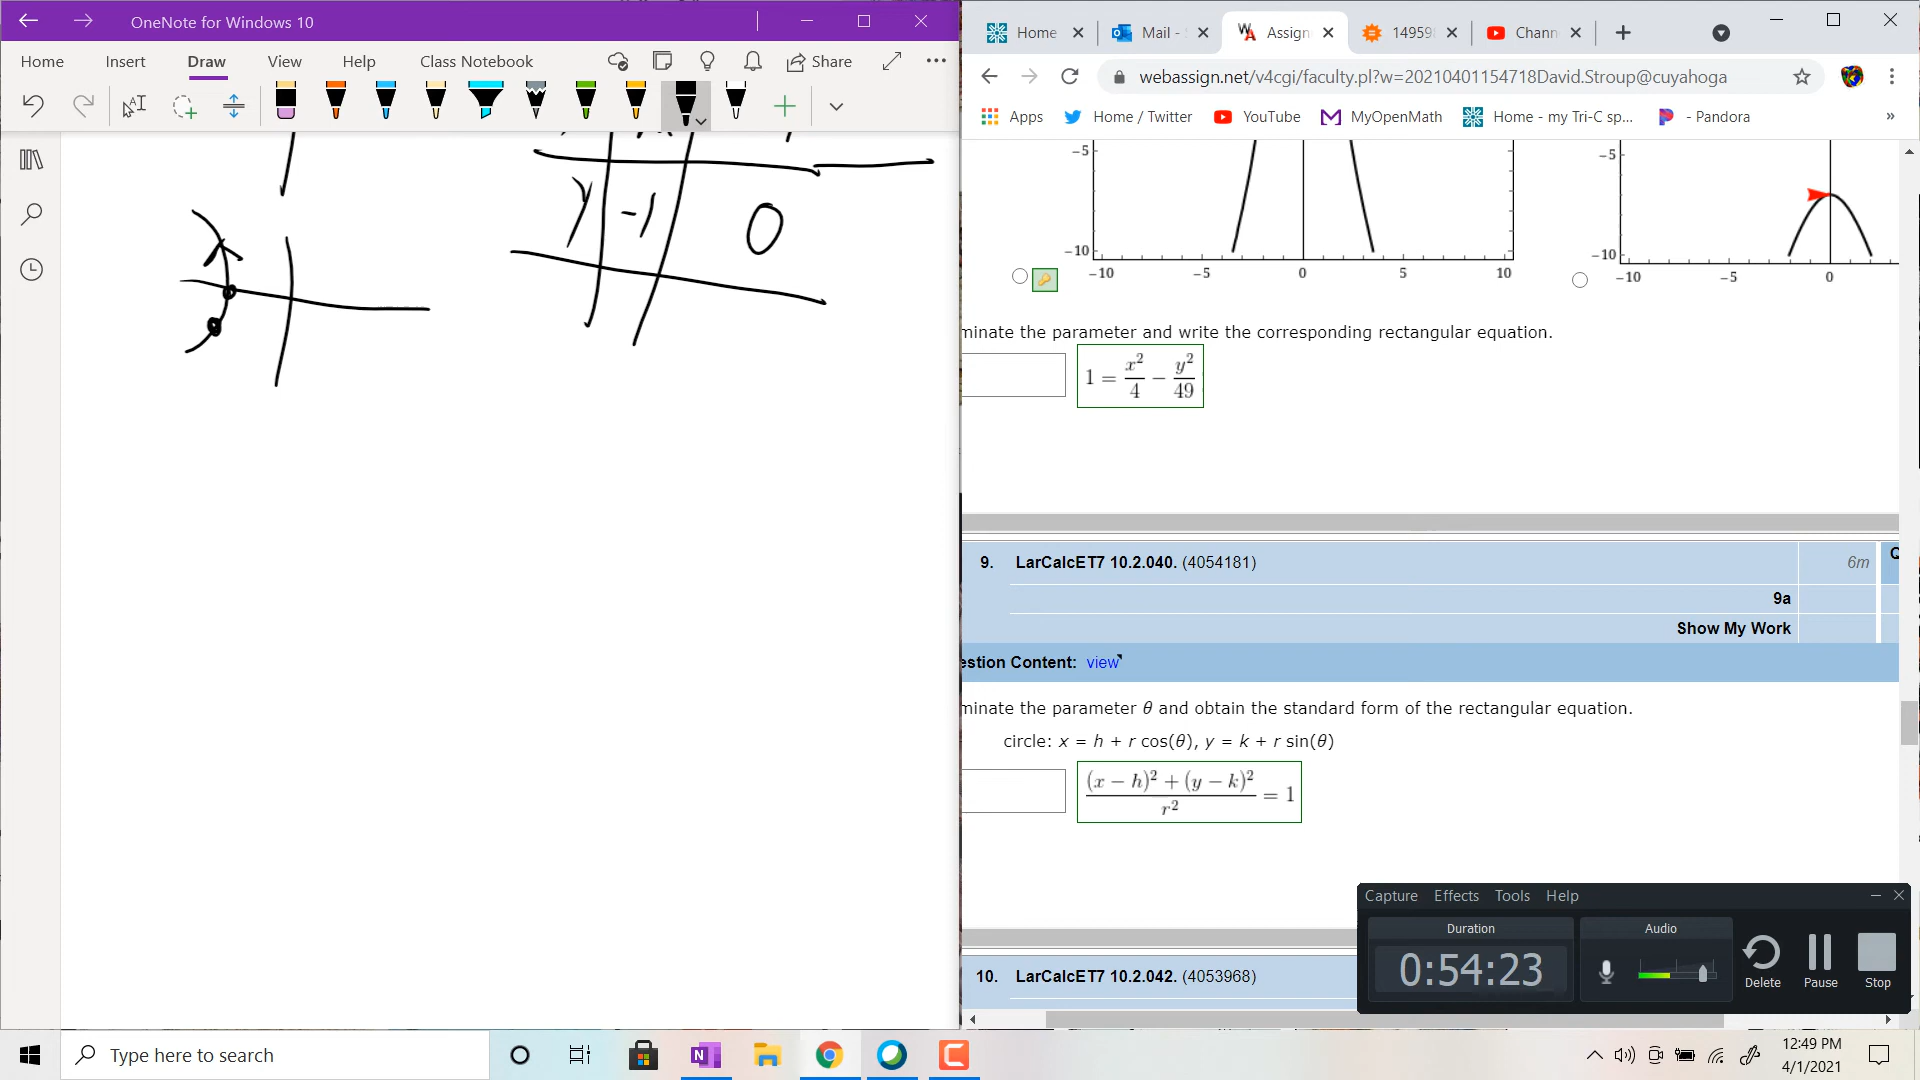 OneNote for Windows 10
Home Insert Draw View Help Class Notebook Share
y -1 0
Home Mail - Assign 1495 Chann
webassign.net/v4cgi/faculty.pl?w=20210401154718David.Stroup@cuyahoga
Apps Home / Twitter YouTube MyOpenMath Home - my Tri-C sp... - Pandora »
-5 -5
-10 -10
-10 -5 0 5 10 -10 -5 0
minate the parameter and write the corresponding rectangular equation.
1 = x²/4 − y²/49
9. LarCalcET7 10.2.040. (4054181) 6m Q
9a
Show My Work
estion Content: view
minate the parameter θ and obtain the standard form of the rectangular equation.
circle: x = h + r cos(θ), y = k + r sin(θ)
((x − h)² + (y − k)²)/r² = 1
10. LarCalcET7 10.2.042. (4053968)
Capture Effects Tools Help
Duration Audio
0:54:23
Delete Pause Stop
Type here to search
12:49 PM
4/1/2021